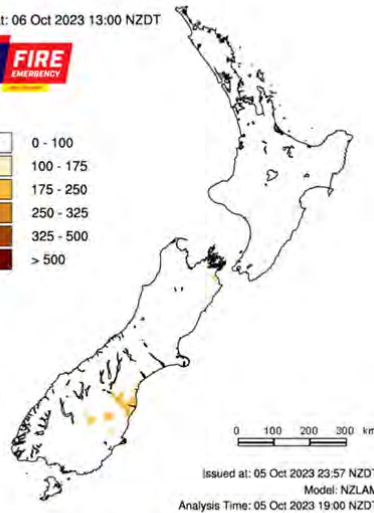 at: 06 Oct 2023 13:00 NZDT
FIRE
EMERGENCY
0 - 100
100 - 175
175 - 250
250 - 325
325 - 500
> 500
0 100 200 300 km
Issued at: 05 Oct 2023 23:57 NZDT
Model: NZLAM
Analysis Time: 05 Oct 2023 19:00 NZDT